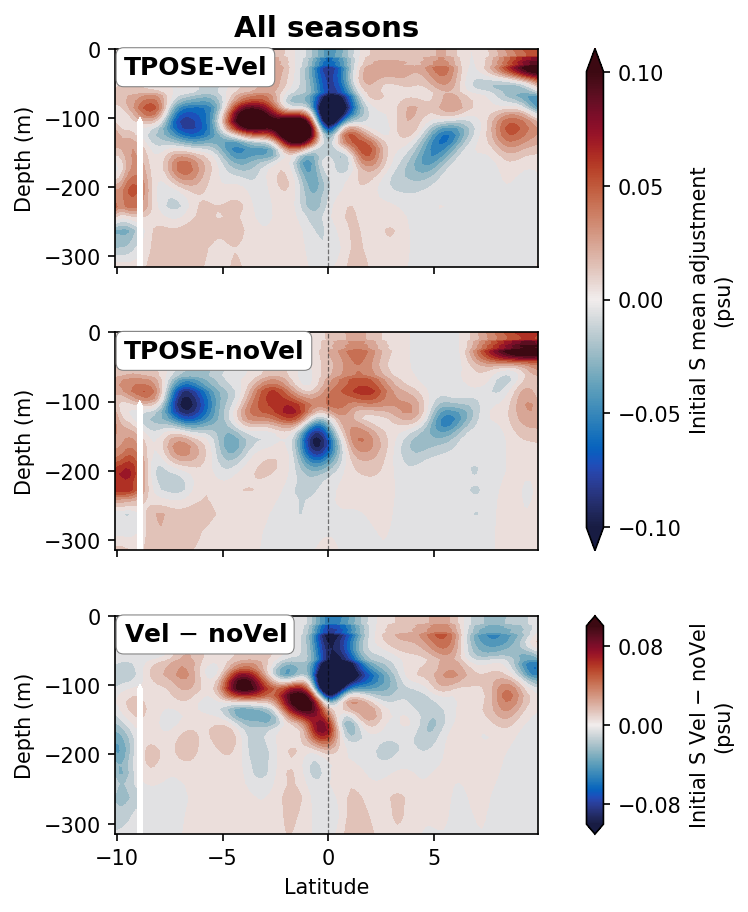 All seasons
TPOSE-Vel
0
−100
−200
−300
Depth (m)
TPOSE-noVel
0
−100
−200
−300
Depth (m)
0.10
0.05
0.00
−0.05
−0.10
Initial S mean adjustment
(psu)
Vel − noVel
0
−100
−200
−300
Depth (m)
−10
−5
0
5
Latitude
0.08
0.00
−0.08
Initial S Vel − noVel
(psu)